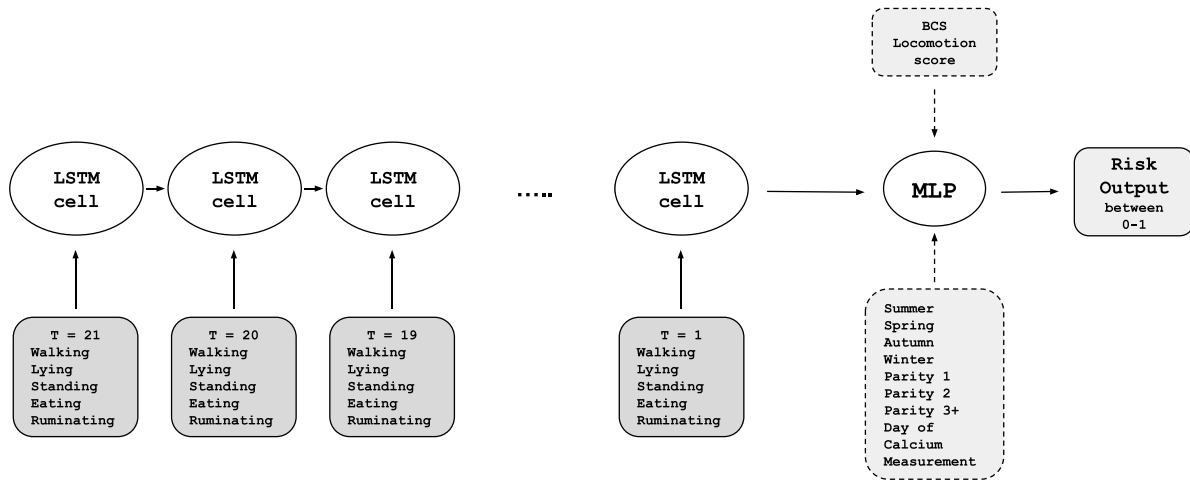 BCS
Locomotion
score
LSTM
cell
LSTM
cell
LSTM
cell
.....
LSTM
cell
MLP
Risk
Output
between
0-1
T = 21
Walking
Lying
Standing
Eating
Ruminating
T = 20
Walking
Lying
Standing
Eating
Ruminating
T = 19
Walking
Lying
Standing
Eating
Ruminating
T = 1
Walking
Lying
Standing
Eating
Ruminating
Summer
Spring
Autumn
Winter
Parity 1
Parity 2
Parity 3+
Day of
Calcium
Measurement